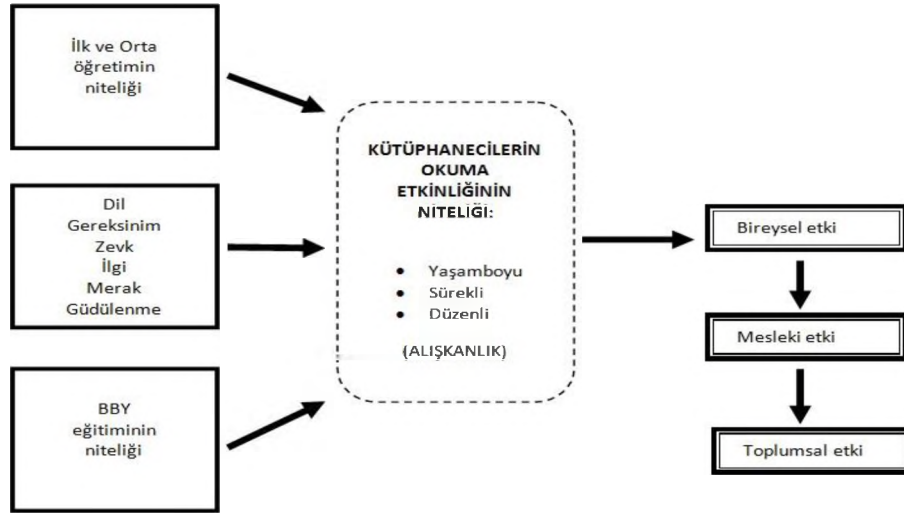 İlk ve Orta
öğretimin
niteliği
Dil
Gereksinim
Zevk
İlgi
Merak
Güdülenme
BBY
eğitiminin
niteliği
KÜTÜPHANECİLERİN
OKUMA
ETKİNLİĞİNİN
NİTELİĞİ:
• Yaşamboyu
• Sürekli
• Düzenli
(ALIŞKANLIK)
Bireysel etki
Mesleki etki
Toplumsal etki